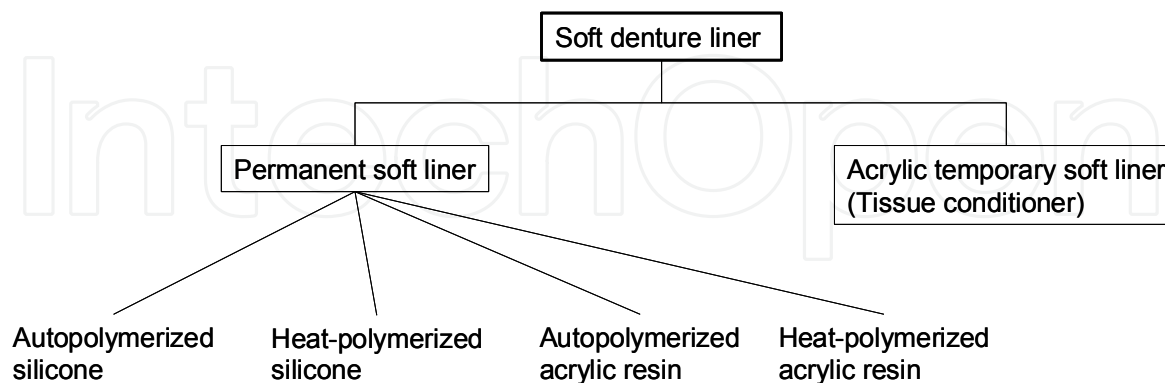 Soft denture liner
IntechOpen
Permanent soft liner
Acrylic temporary soft liner
(Tissue conditioner)
Autopolymerized
silicone
Heat-polymerized
silicone
Autopolymerized
acrylic resin
Heat-polymerized
acrylic resin